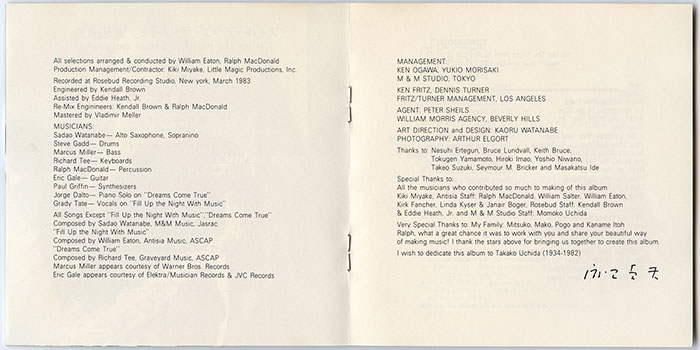 All selections arranged & conducted by William Eaton, Ralph MacDonald
Production Management/Contractor: Kiki Miyake, Little Magic Productions, Inc.
Recorded at Rosebud Recording Studio, New york, March 1983
Engineered by Kendall Brown
Assisted by Eddie Heath, Jr.
Re-Mix Enginineers: Kendall Brown & Ralph MacDonald
Mastered by Vladimir Meller
MUSICIANS:
Sadao Watanabe— Alto Saxophone, Sopranino
Steve Gadd— Drums
Marcus Miller— Bass
Richard Tee— Keyboards
Ralph MacDonald— Percussion
Eric Gale— Guitar
Paul Griffin— Synthesizers
Jorge Dalto— Piano Solo on "Dreams Come True"
Grady Tate— Vocals on "Fill Up the Night With Music"
All Songs Except "Fill Up the Night With Music","Dreams Come True"
Composed by Sadao Watanabe, M&M Music, Jasrac
"Fill Up the Night With Music"
Composed by William Eaton, Antisia Music, ASCAP
"Dreams Come True"
Composed by Richard Tee, Graveyard Music, ASCAP
Marcus Miller appears courtesy of Warner Bros. Records
Eric Gale appears courtesy of Elektra/Musician Records & JVC Records
MANAGEMENT:
KEN OGAWA, YUKIO MORISAKI
M & M STUDIO, TOKYO
KEN FRITZ, DENNIS TURNER
FRITZ/TURNER MANAGEMENT, LOS ANGELES
AGENT: PETER SHEILS
WILLIAM MORRIS AGENCY, BEVERLY HILLS
ART DIRECTION and DESIGN: KAORU WATANABE
PHOTOGRAPHY: ARTHUR ELGORT
Thanks to: Nesuhi Ertegun, Bruce Lundvall, Keith Bruce,
Tokugen Yamamoto, Hiroki Imao, Yoshio Niwano,
Takeo Suzuki, Seymour M. Bricker and Masakatsu Ide
Special Thanks to:
All the musicians who contributed so much to making of this album
Kiki Miyake, Antisia Staff: Ralph MacDonald, William Salter, William Eaton,
Kirk Fancher, Linda Kyser & Janair Boger, Rosebud Staff: Kendall Brown
& Eddie Heath, Jr. and M & M Studio Staff: Momoko Uchida
Very Special Thanks to: My Family: Mitsuko, Mako, Pogo and Kaname Itoh
Ralph, what a great chance it was to work with you and share your beautiful way
of making music! I thank the stars above for bringing us together to create this album.
I wish to dedicate this album to Takako Uchida (1934-1982)